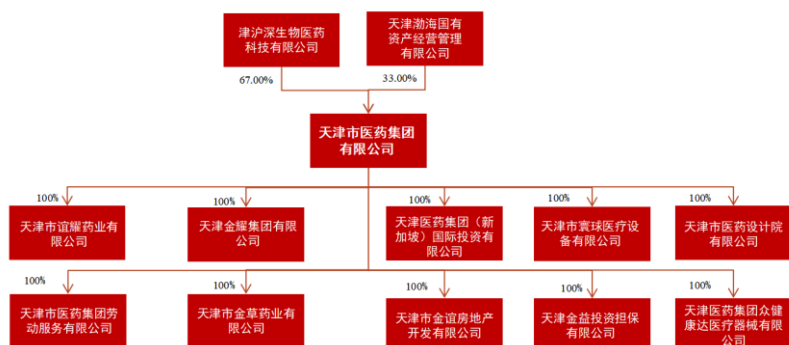 津沪深生物医药
科技有限公司
天津渤海国有
资产经营管理
有限公司
67.00%
33.00%
天津市医药集团
有限公司
100%
100%
100%
100%
100%
天津市谊耀药业有
限公司
天津金耀集团有限
公司
天津医药集团（新
加坡）国际投资有
限公司
天津市寰球医疗设
备有限公司
天津市医药设计院
有限公司
100%
100%
100%
100%
100%
天津市医药集团劳
动服务有限公司
天津市金草药业有
限公司
天津市金谊房地产
开发有限公司
天津金益投资担保
有限公司
天津医药集团众健
康达医疗器械有限
公司